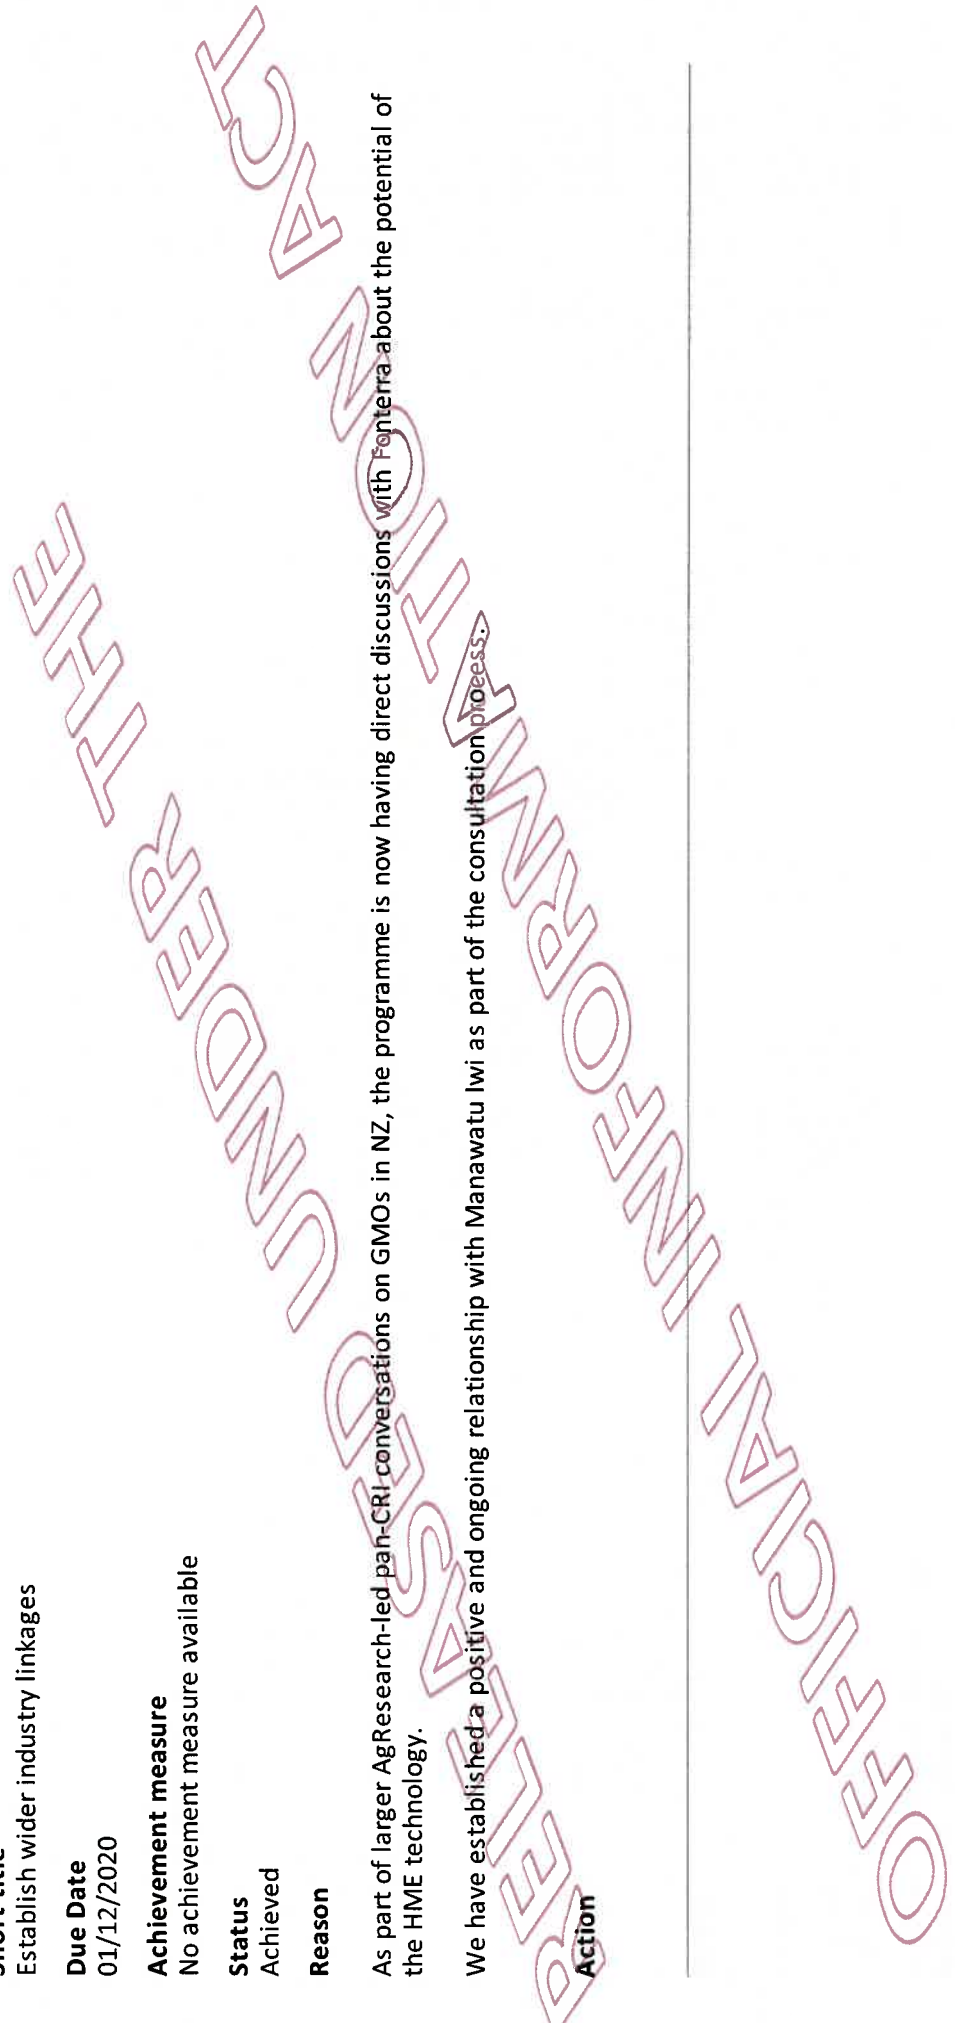 Short title
Establish wider industry linkages
Due Date
01/12/2020
Achievement measure
No achievement measure available
Status
Achieved
Reason
As part of larger AgResearch-led pan-CRI conversations on GMOs in NZ, the programme is now having direct discussions with Fonterra about the potential of
the HME technology.
We have established a positive and ongoing relationship with Manawatu Iwi as part of the consultation process.
Action
RELEASED UNDER THE
OFFICIAL INFORMATION ACT